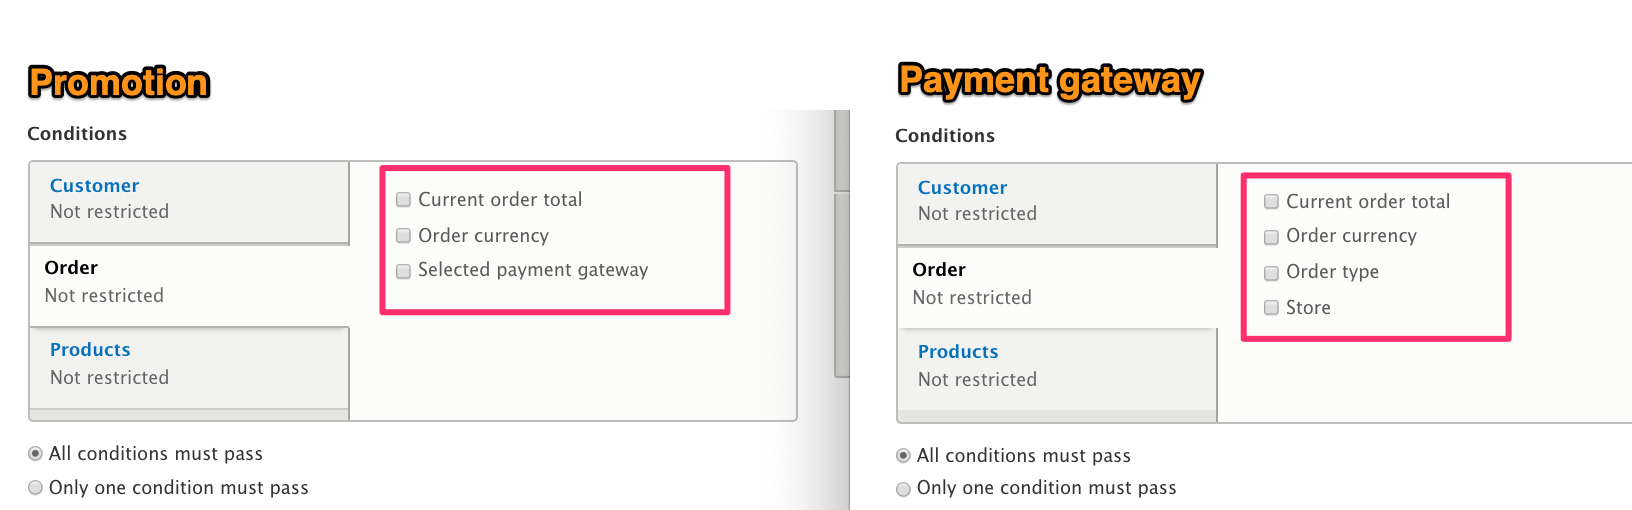 Promotion
Conditions
Customer
Not restricted
Order
Not restricted
Products
Not restricted
Current order total
Order currency
Selected payment gateway
All conditions must pass
Only one condition must pass
Payment gateway
Conditions
Customer
Not restricted
Order
Not restricted
Products
Not restricted
Current order total
Order currency
Order type
Store
All conditions must pass
Only one condition must pass